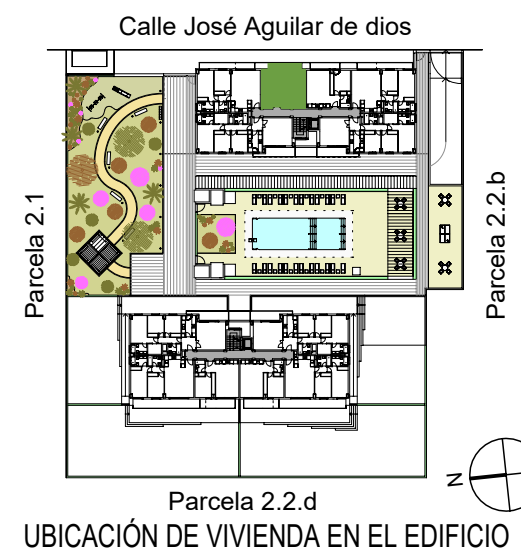 Calle José Aguilar de dios
Parcela 2.1
Parcela 2.2.b
N
Parcela 2.2.d
UBICACIÓN DE VIVIENDA EN EL EDIFICIO